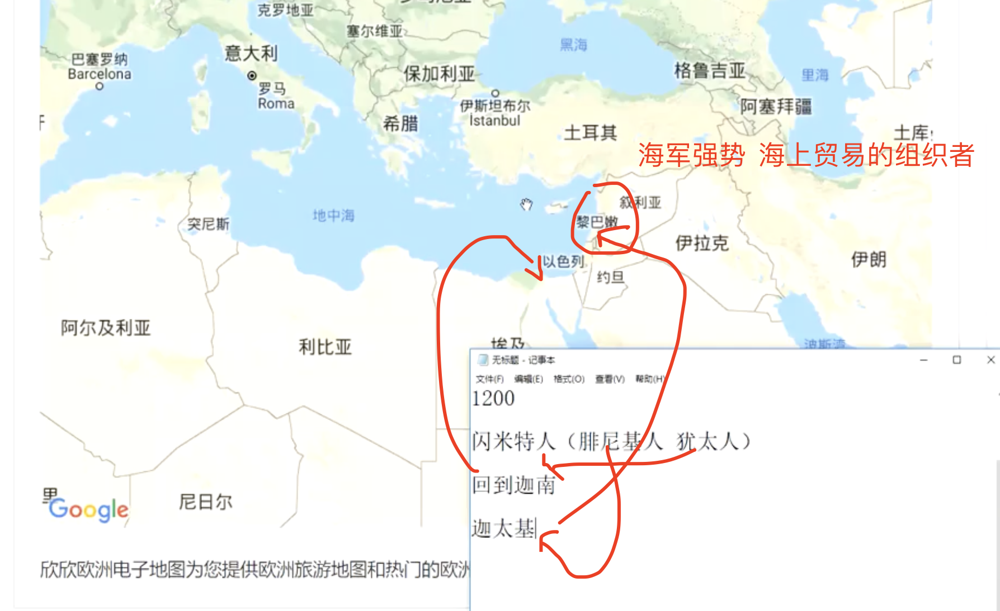 克罗地亚
塞尔维亚
黑海
意大利
巴塞罗纳
Barcelona
保加利亚
格鲁吉亚
里海
罗马
Roma
伊斯坦布尔
İstanbul
阿塞拜疆
希腊
土耳其
土库
海军强势 海上贸易的组织者
叙利亚
地中海
突尼斯
黎巴嫩
伊拉克
以色列
伊朗
约旦
阿尔及利亚
利比亚
埃及
波斯湾
无标题 - 记事本
文件(F) 编辑(E) 格式(O) 查看(V) 帮助(H)
1200
闪米特人（腓尼基人 犹太人）
回到迦南
里
Google
尼日尔
迦太基
欣欣欧洲电子地图为您提供欧洲旅游地图和热门的欧洲